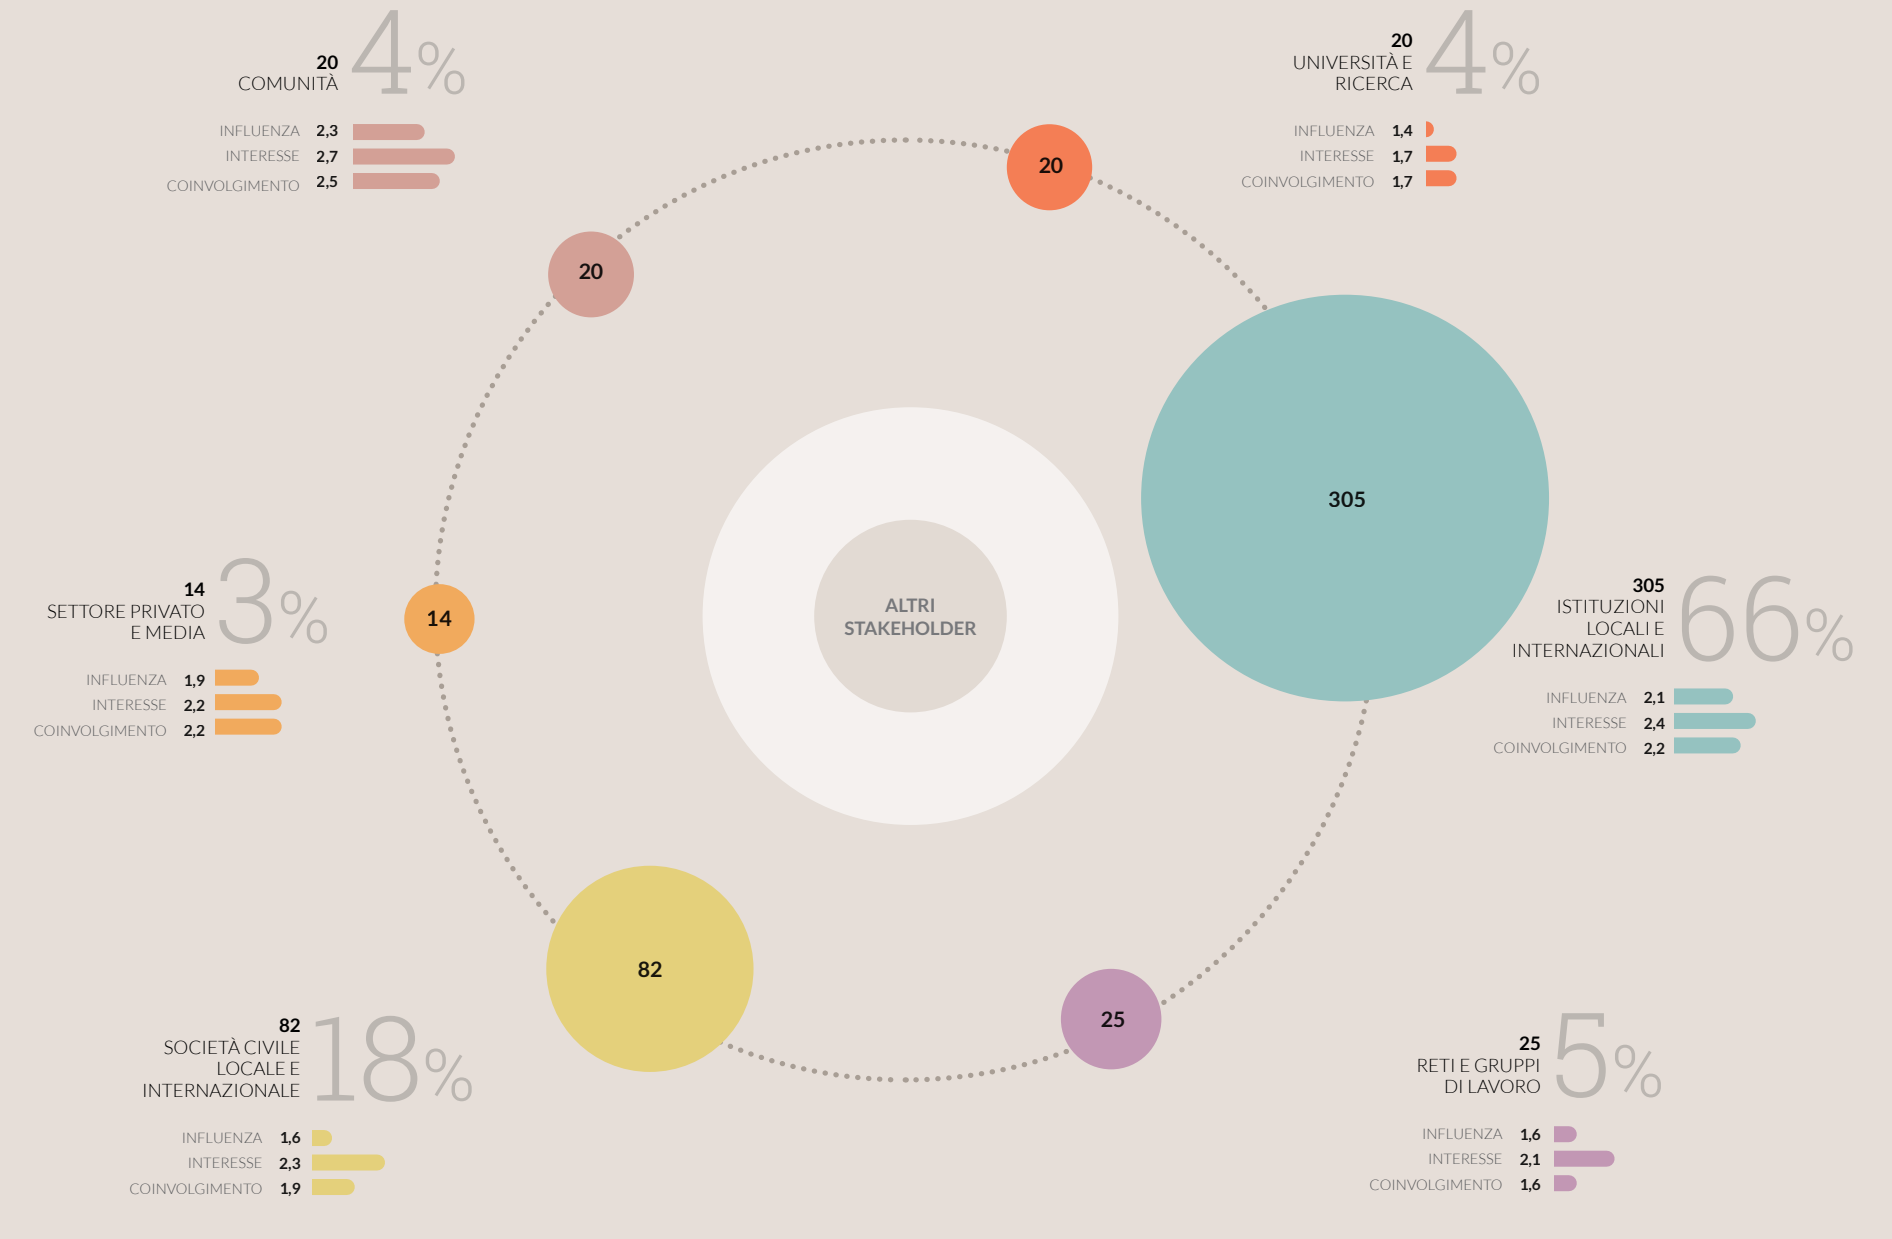 20
COMUNITÀ
4%
INFLUENZA 2,3
INTERESSE 2,7
COINVOLGIMENTO 2,5
20
UNIVERSITÀ E
RICERCA
4%
INFLUENZA 1,4
INTERESSE 1,7
COINVOLGIMENTO 1,7
20
20
305
14
SETTORE PRIVATO
E MEDIA
3%
INFLUENZA 1,9
INTERESSE 2,2
COINVOLGIMENTO 2,2
14
ALTRI
STAKEHOLDER
305
ISTITUZIONI
LOCALI E
INTERNAZIONALI
66%
INFLUENZA 2,1
INTERESSE 2,4
COINVOLGIMENTO 2,2
82
25
82
SOCIETÀ CIVILE
LOCALE E
INTERNAZIONALE
18%
INFLUENZA 1,6
INTERESSE 2,3
COINVOLGIMENTO 1,9
25
RETI E GRUPPI
DI LAVORO
5%
INFLUENZA 1,6
INTERESSE 2,1
COINVOLGIMENTO 1,6